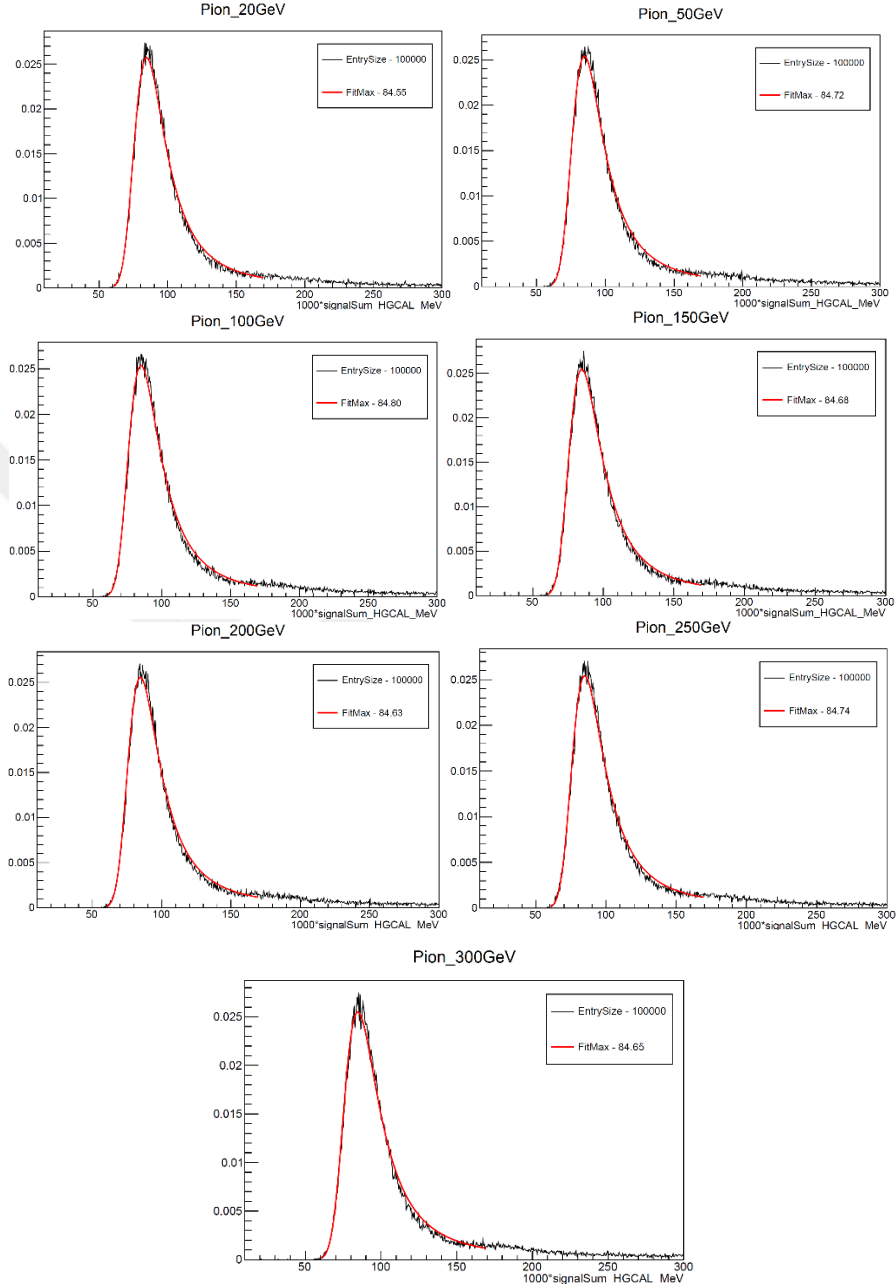 Pion_20GeV
EntrySize - 100000
FitMax - 84.55
0.025
0.02
0.015
0.01
0.005
0
50 100 150 200 250 300
1000*signalSum_HGCAL_MeV
Pion_50GeV
EntrySize - 100000
FitMax - 84.72
0.025
0.02
0.015
0.01
0.005
0
50 100 150 200 250 300
1000*signalSum_HGCAL_MeV
Pion_100GeV
EntrySize - 100000
FitMax - 84.80
0.025
0.02
0.015
0.01
0.005
0
50 100 150 200 250 300
1000*signalSum_HGCAL_MeV
Pion_150GeV
EntrySize - 100000
FitMax - 84.68
0.025
0.02
0.015
0.01
0.005
0
50 100 150 200 250 300
1000*signalSum_HGCAL_MeV
Pion_200GeV
EntrySize - 100000
FitMax - 84.63
0.025
0.02
0.015
0.01
0.005
0
50 100 150 200 250 300
1000*signalSum_HGCAL_MeV
Pion_250GeV
EntrySize - 100000
FitMax - 84.74
0.025
0.02
0.015
0.01
0.005
0
50 100 150 200 250 300
1000*signalSum_HGCAL_MeV
Pion_300GeV
EntrySize - 100000
FitMax - 84.65
0.025
0.02
0.015
0.01
0.005
0
50 100 150 200 250 300
1000*signalSum_HGCAL_MeV